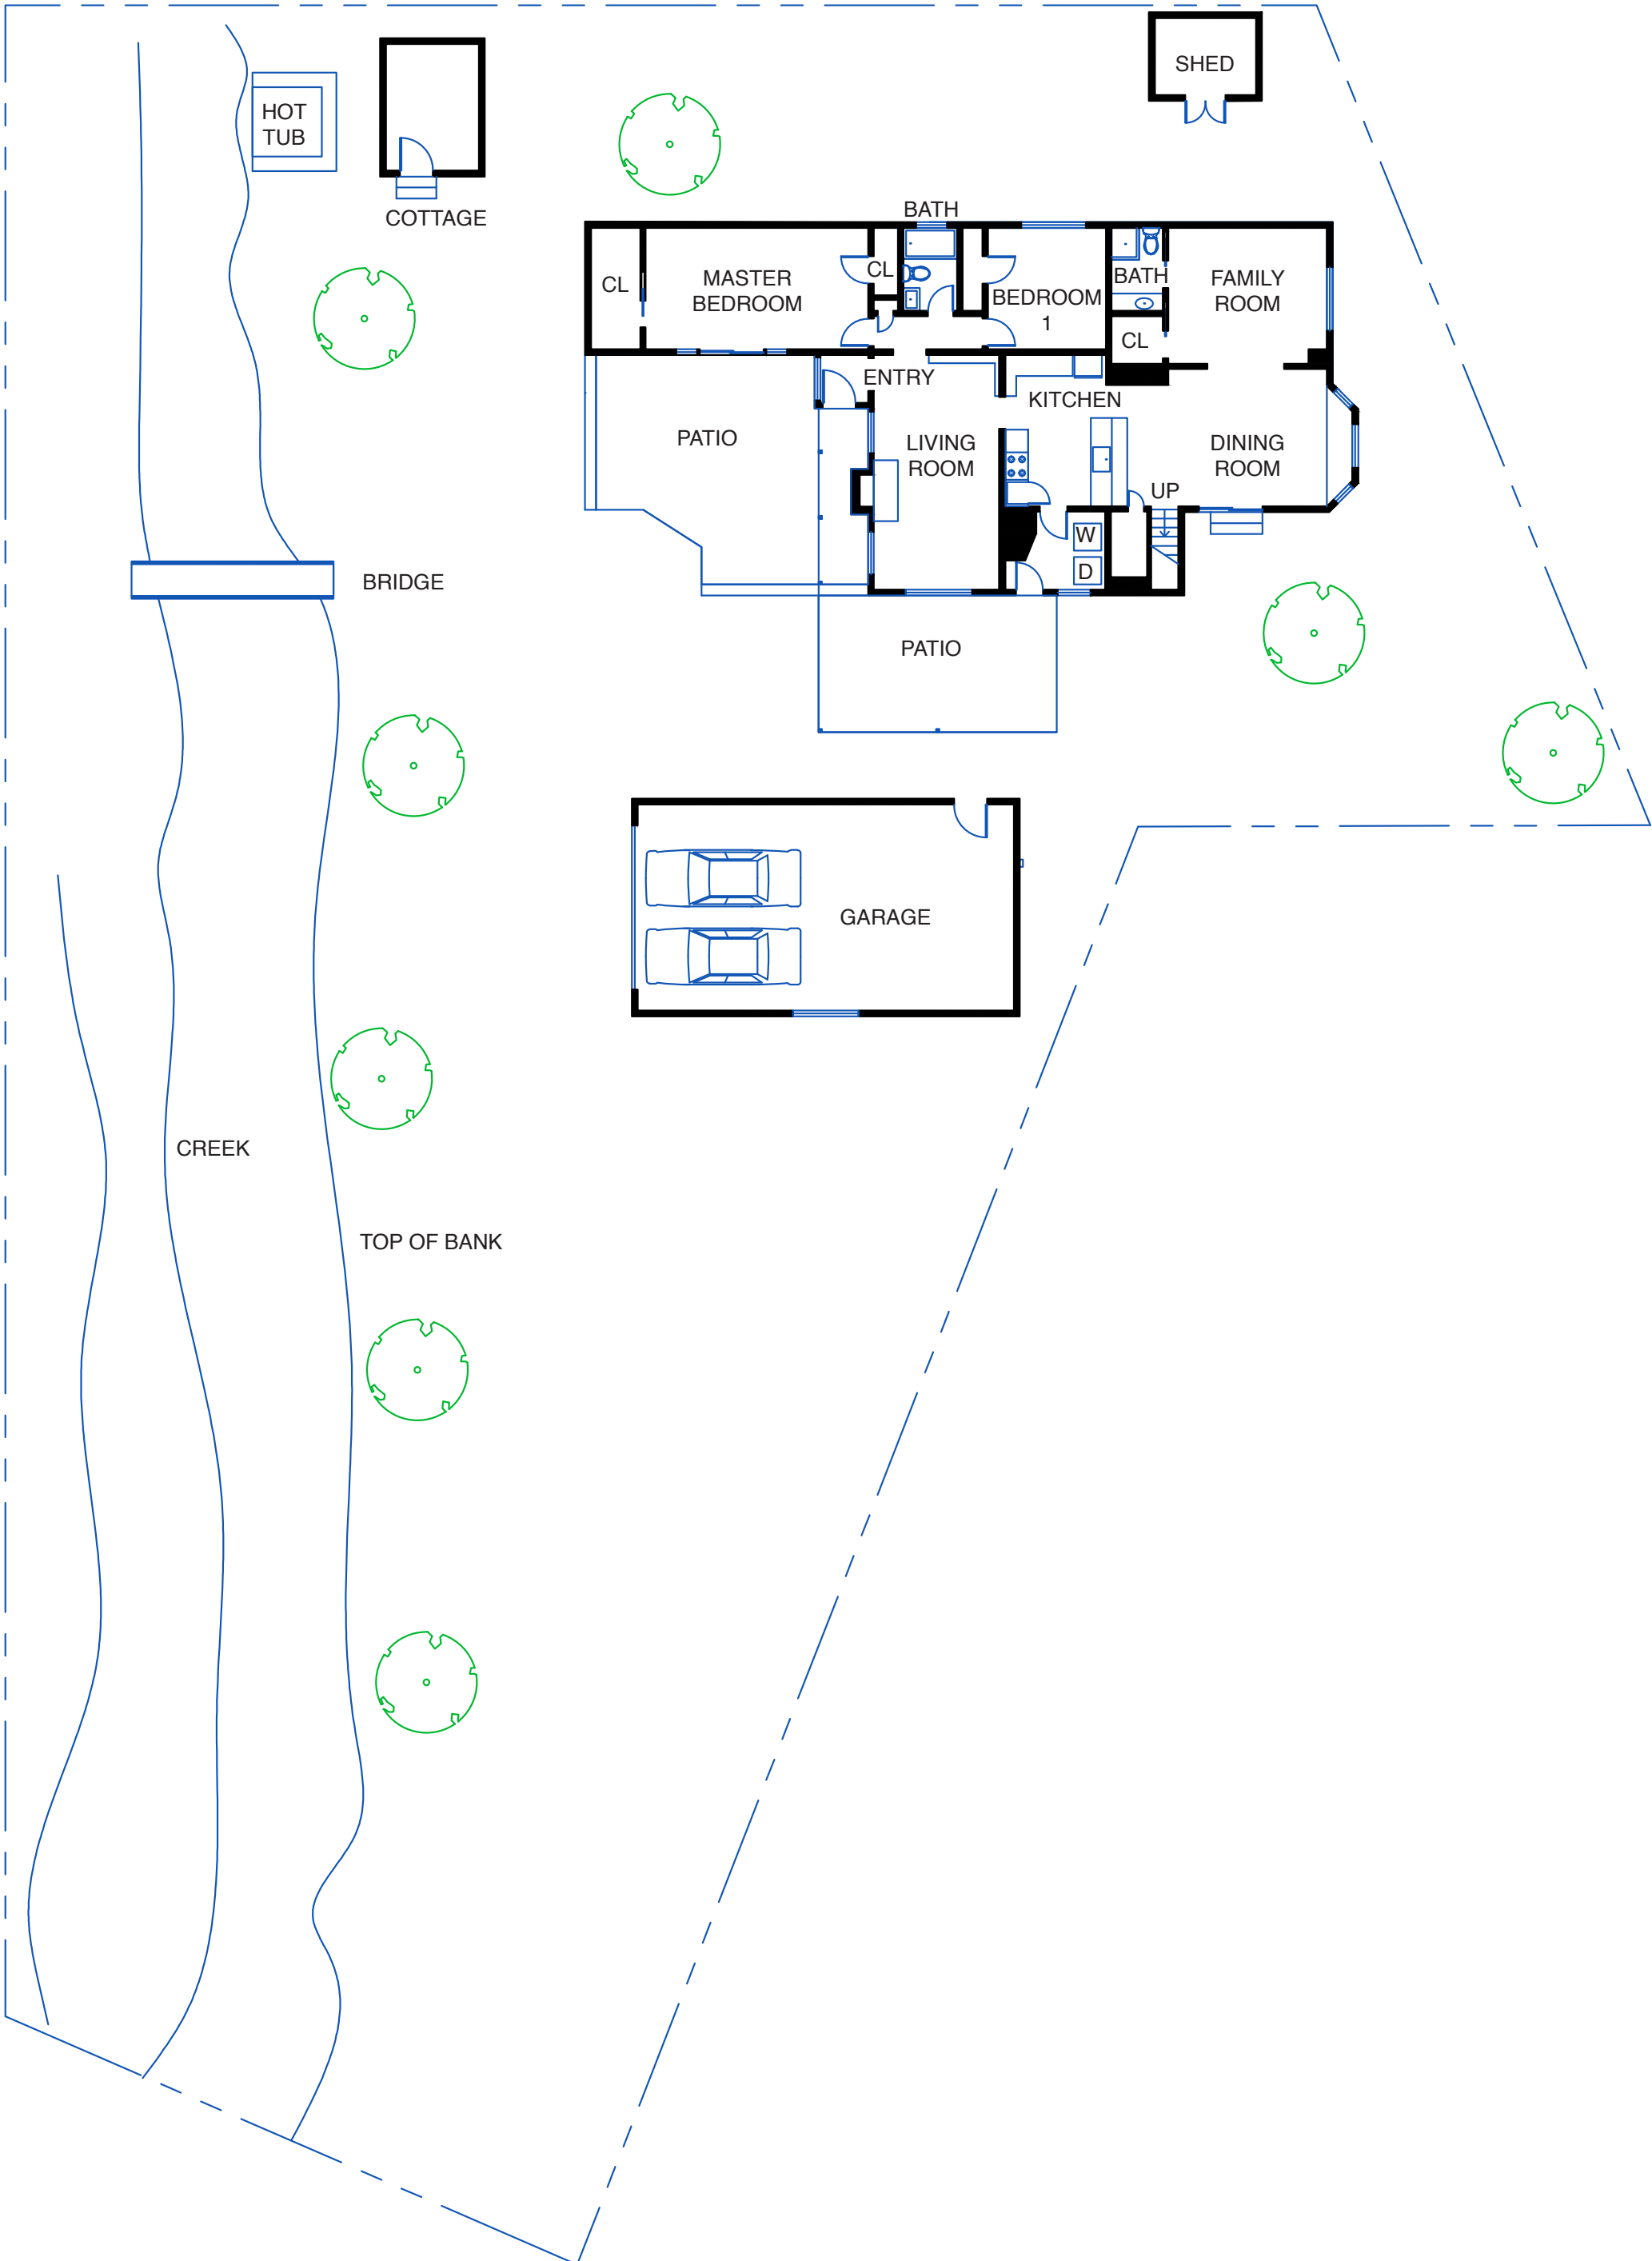 SHED
HOT
TUB
COTTAGE
BATH
CL
MASTER
BEDROOM
CL
BEDROOM
1
BATH
FAMILY
ROOM
CL
ENTRY
KITCHEN
PATIO
LIVING
ROOM
DINING
ROOM
UP
W
D
BRIDGE
PATIO
GARAGE
CREEK
TOP OF BANK